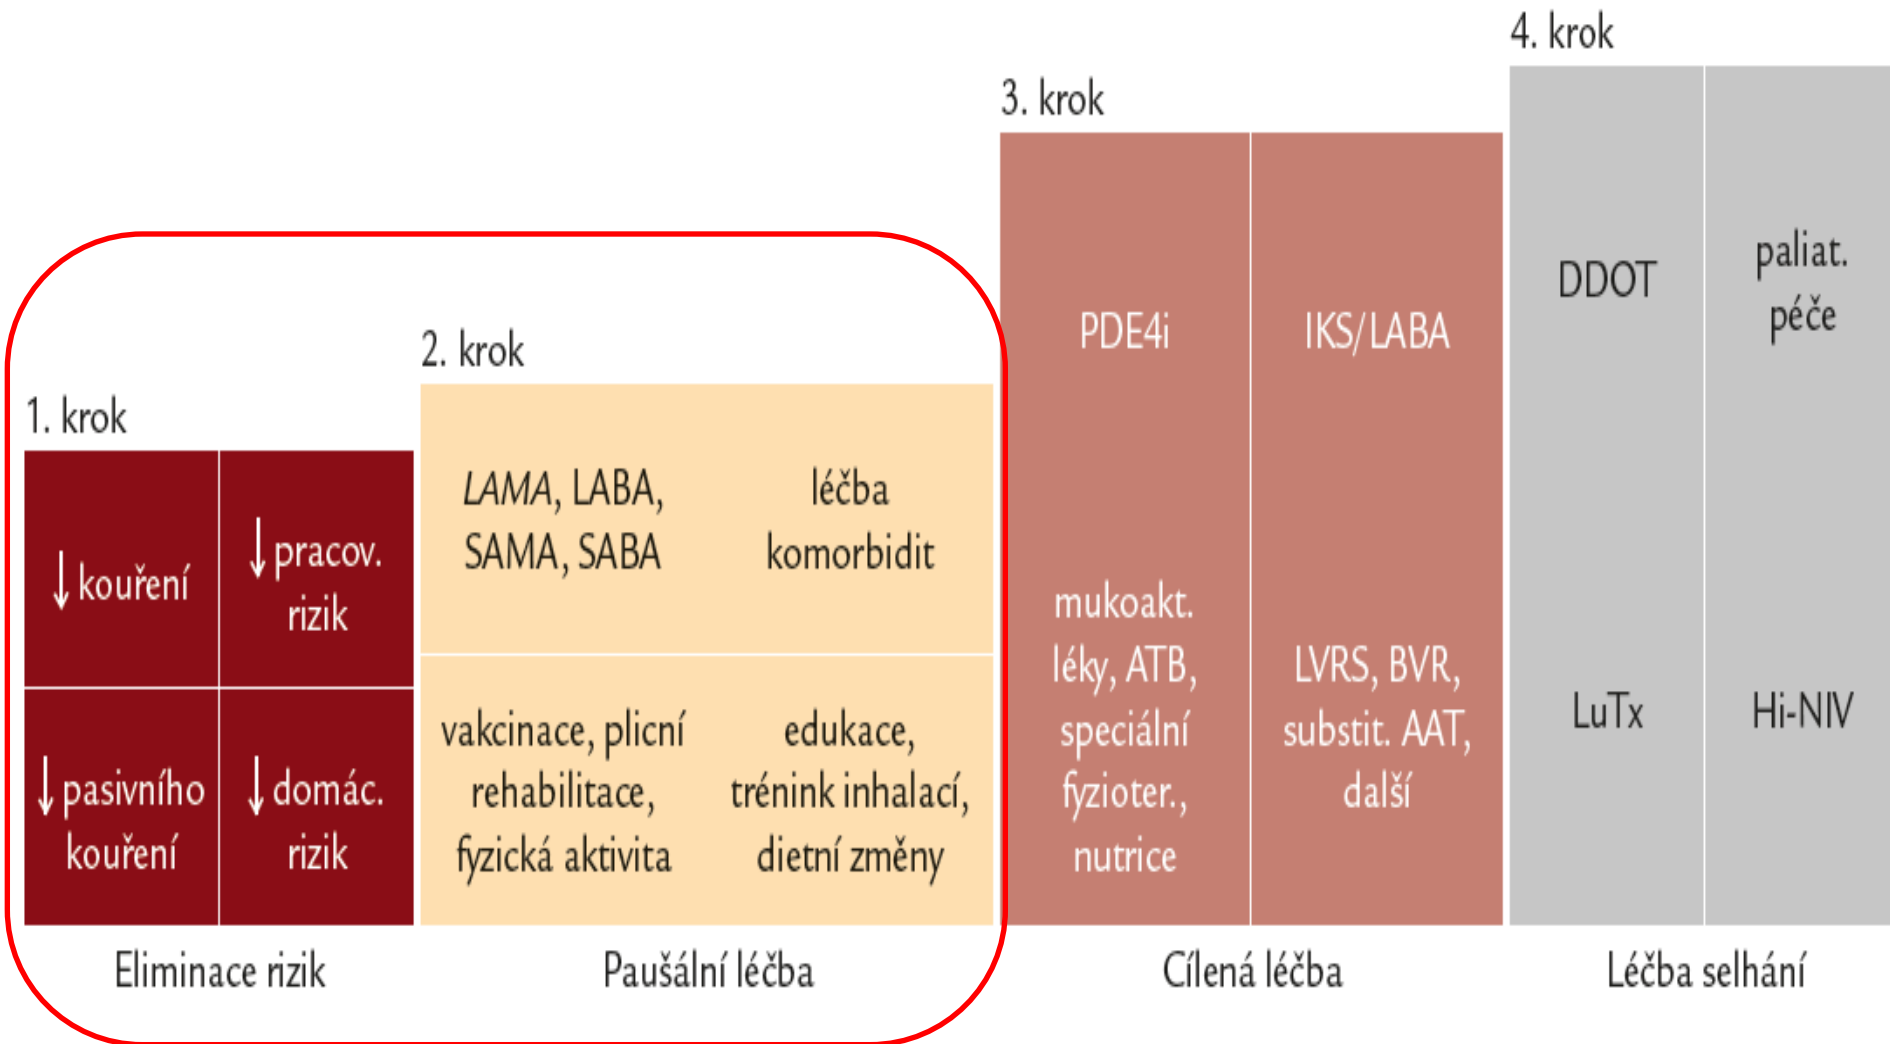 1. krok
↓ kouření
↓ pracov.
rizik
↓ pasivního
kouření
↓ domác.
rizik
Eliminace rizik
2. krok
LAMA, LABA,
SAMA, SABA
léčba
komorbidit
vakcinace, plicní
rehabilitace,
fyzická aktivita
edukace,
trénink inhalací,
dietní změny
Paušální léčba
3. krok
PDE4i
mukoakt.
léky, ATB,
speciální
fyzioter.,
nutrice
IKS/LABA
LVRS, BVR,
substit. AAT,
další
Cílená léčba
4. krok
DDOT
paliat.
péče
LuTx
Hi-NIV
Léčba selhání